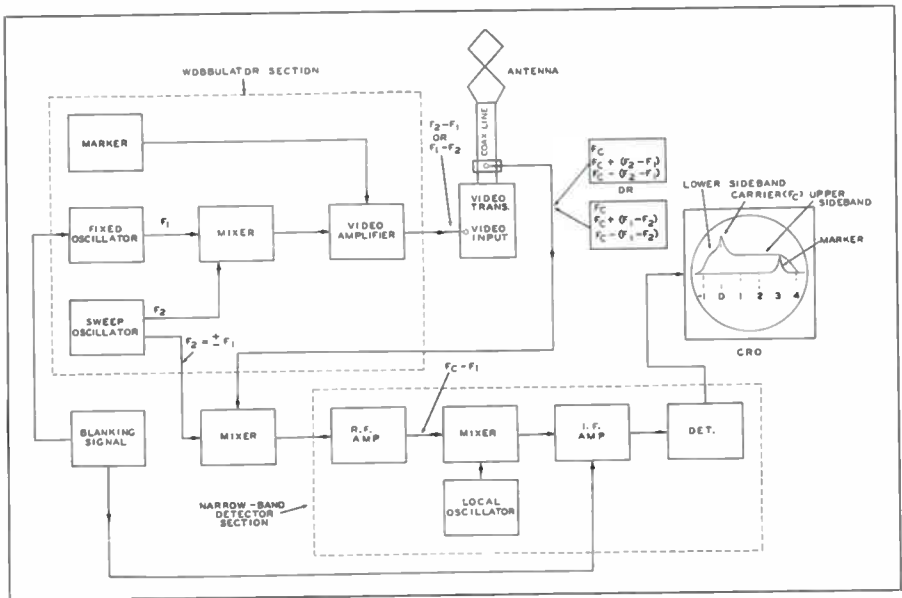 WOBBULATOR SECTION
ANTENNA
COAX LINE
MARKER
F2-F1
OR
F1-F2
FC
FC + (F2-F1)
FC - (F2-F1)
OR
FC
FC + (F1-F2)
FC - (F1-F2)
LOWER SIDEBAND
CARRIER (FC) UPPER
SIDEBAND
MARKER
FIXED
OSCILLATOR
F1
MIXER
VIDEO
AMPLIFIER
VIDEO
TRANS.
VIDEO
INPUT
-1 0 1 2 3 4
CRO
F2
SWEEP
OSCILLATOR
F2 = ± F1
FC-F1
BLANKING
SIGNAL
MIXER
R.F.
AMP
MIXER
I.F.
AMP
DET.
LOCAL
OSCILLATOR
NARROW-BAND
DETECTOR
SECTION